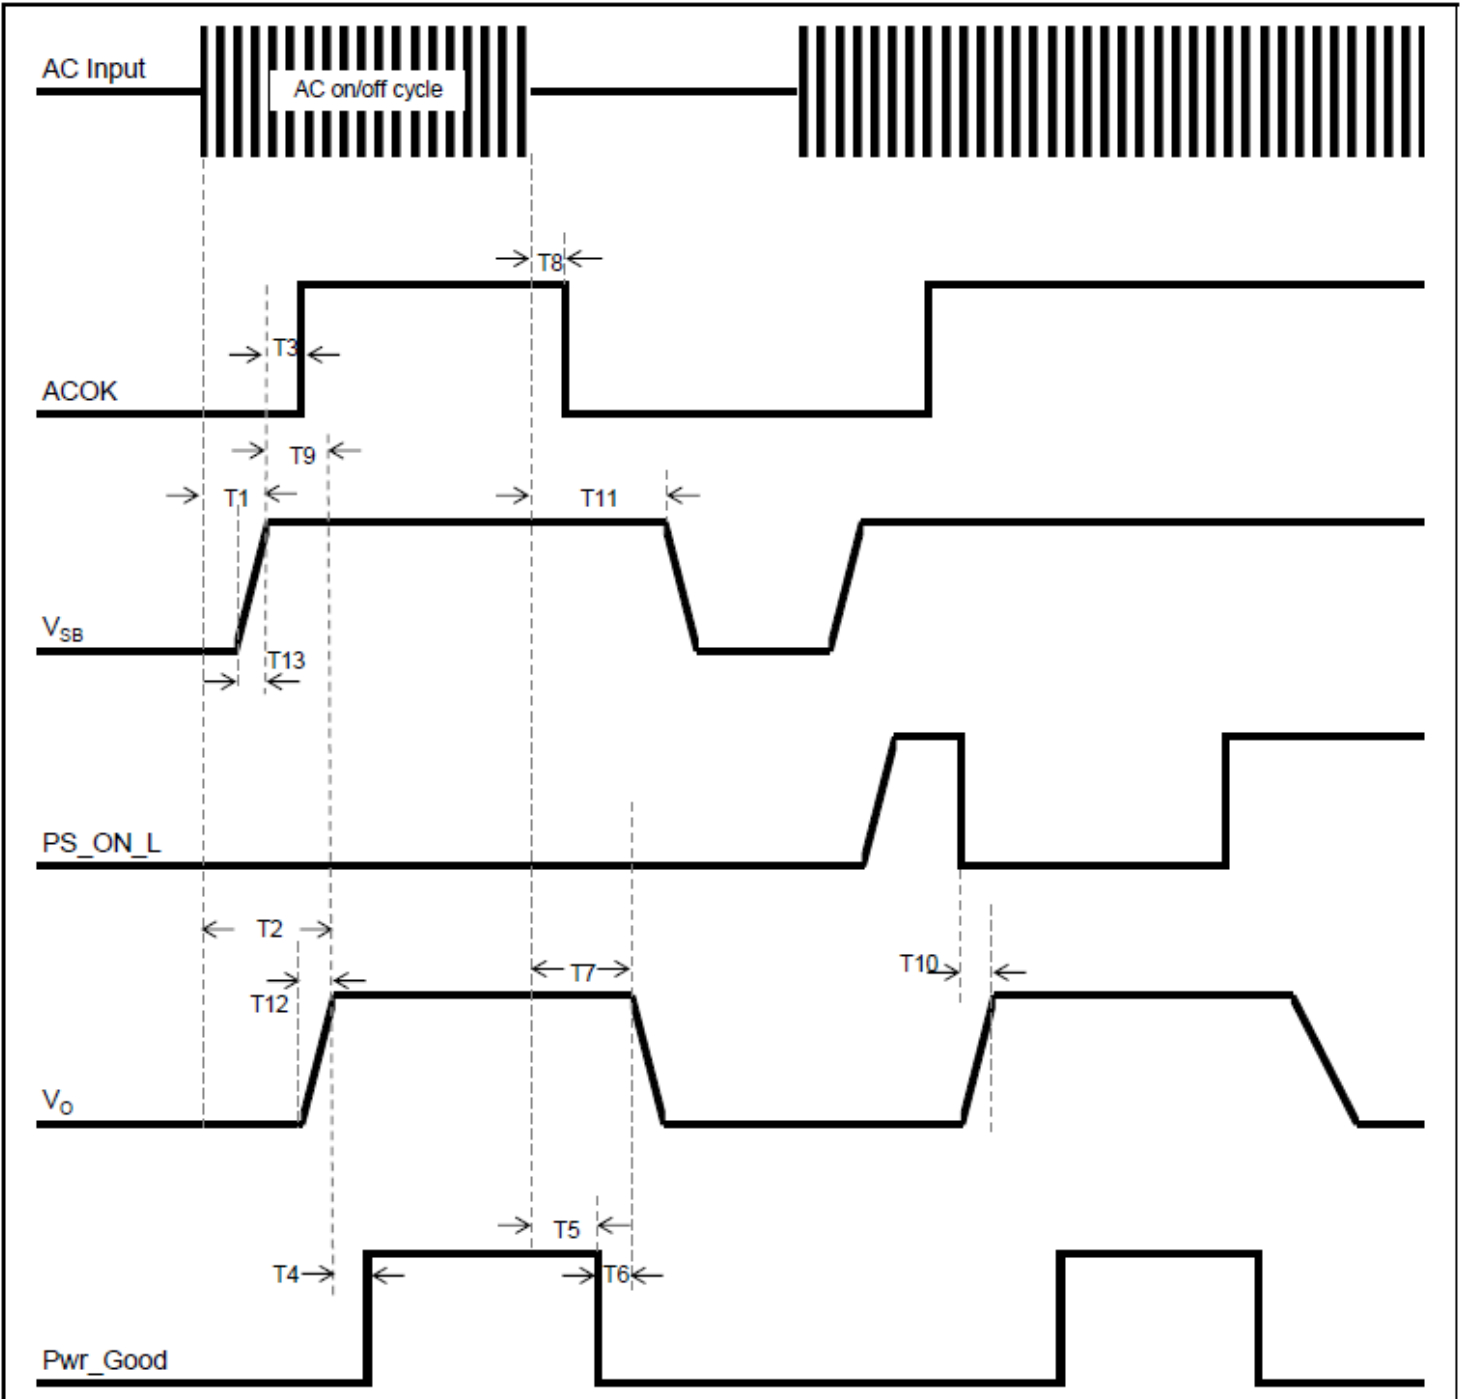 AC Input
AC on/off cycle
T8
T3
ACOK
T9
T1
T11
VSB
T13
PS_ON_L
T2
T10
T7
T12
VO
T5
T4
T6
Pwr_Good